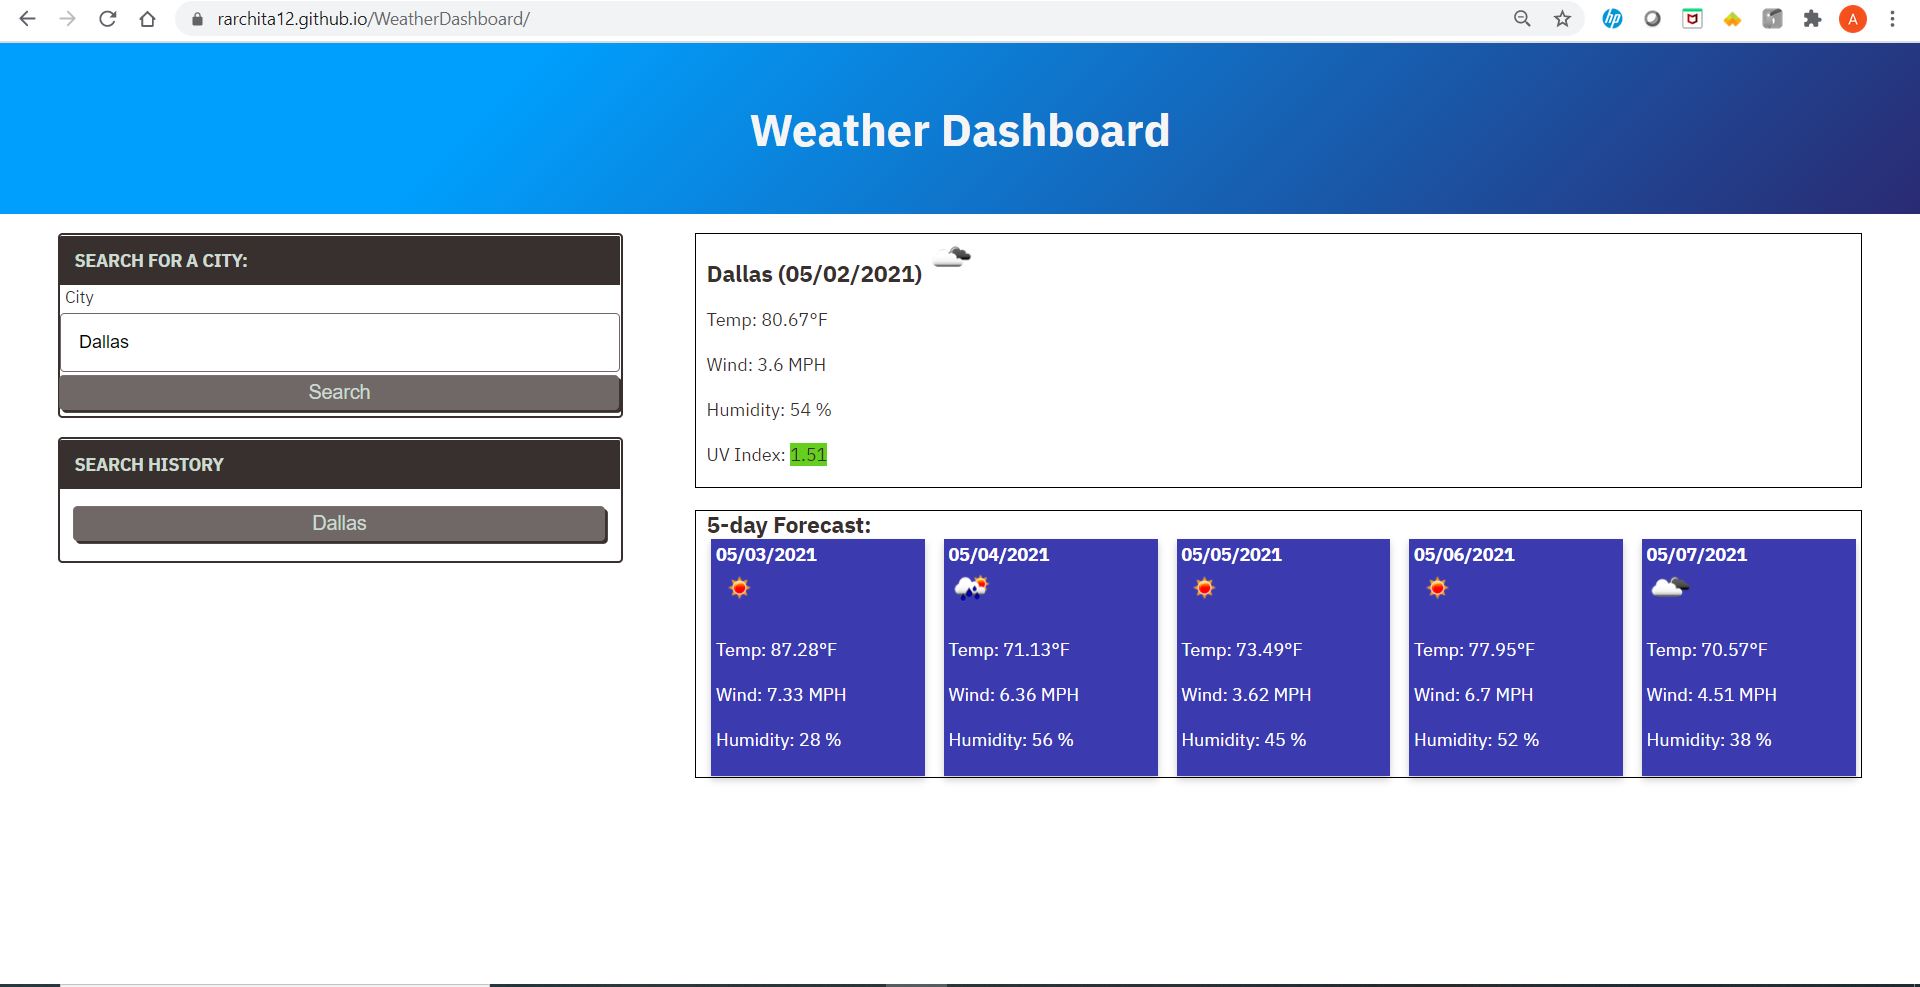 rarchita12.github.io/WeatherDashboard/
hp
A
Weather Dashboard
SEARCH FOR A CITY:
City
Dallas
Search
SEARCH HISTORY
Dallas
Dallas (05/02/2021)
Temp: 80.67°F
Wind: 3.6 MPH
Humidity: 54 %
UV Index: 1.51
5-day Forecast:
05/03/2021
Temp: 87.28°F
Wind: 7.33 MPH
Humidity: 28 %
05/04/2021
Temp: 71.13°F
Wind: 6.36 MPH
Humidity: 56 %
05/05/2021
Temp: 73.49°F
Wind: 3.62 MPH
Humidity: 45 %
05/06/2021
Temp: 77.95°F
Wind: 6.7 MPH
Humidity: 52 %
05/07/2021
Temp: 70.57°F
Wind: 4.51 MPH
Humidity: 38 %